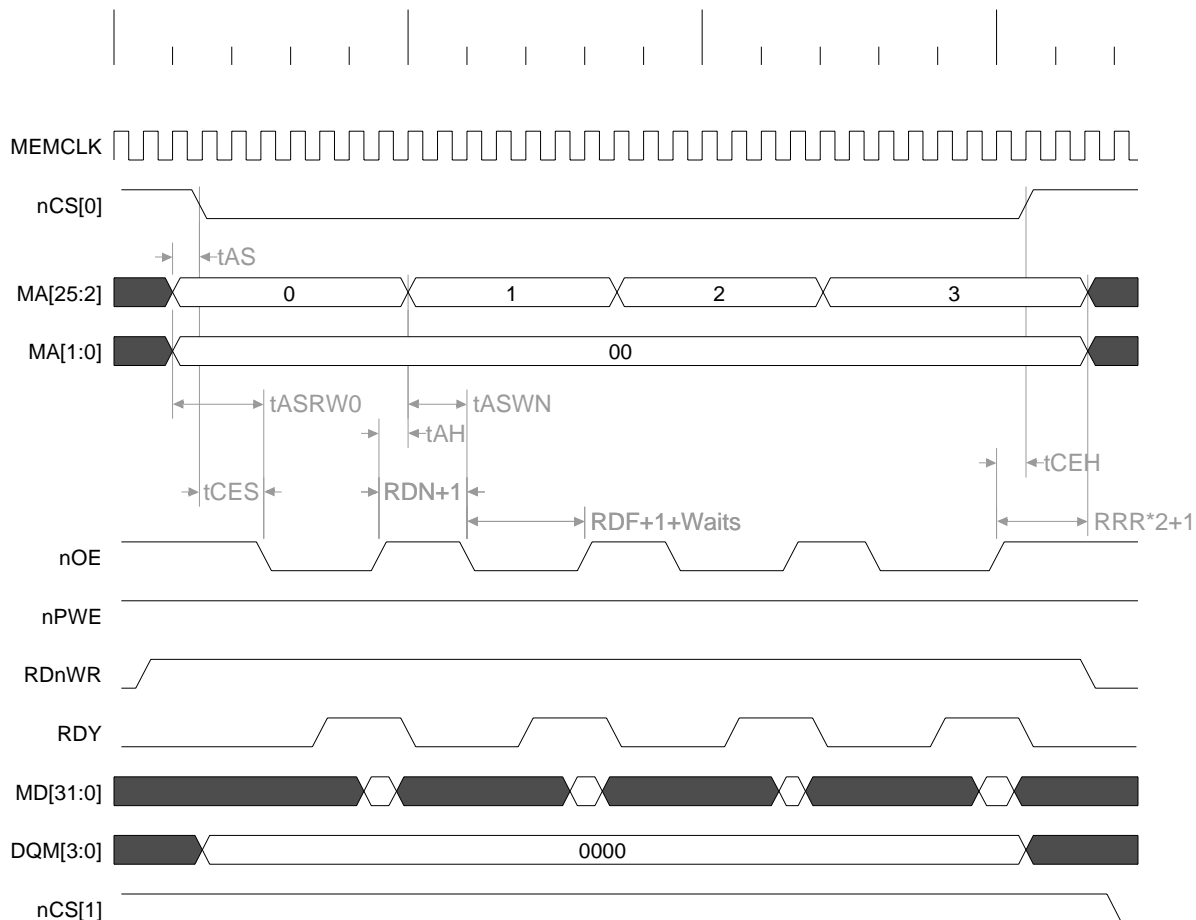 MEMCLK
nCS[0]
tAS
MA[25:2] 0 1 2 3
MA[1:0] 00
tASRW0 tASWN
tAH
tCEH
tCES RDN+1
RDF+1+Waits RRR*2+1
nOE
nPWE
RDnWR
RDY
MD[31:0]
DQM[3:0] 0000
nCS[1]